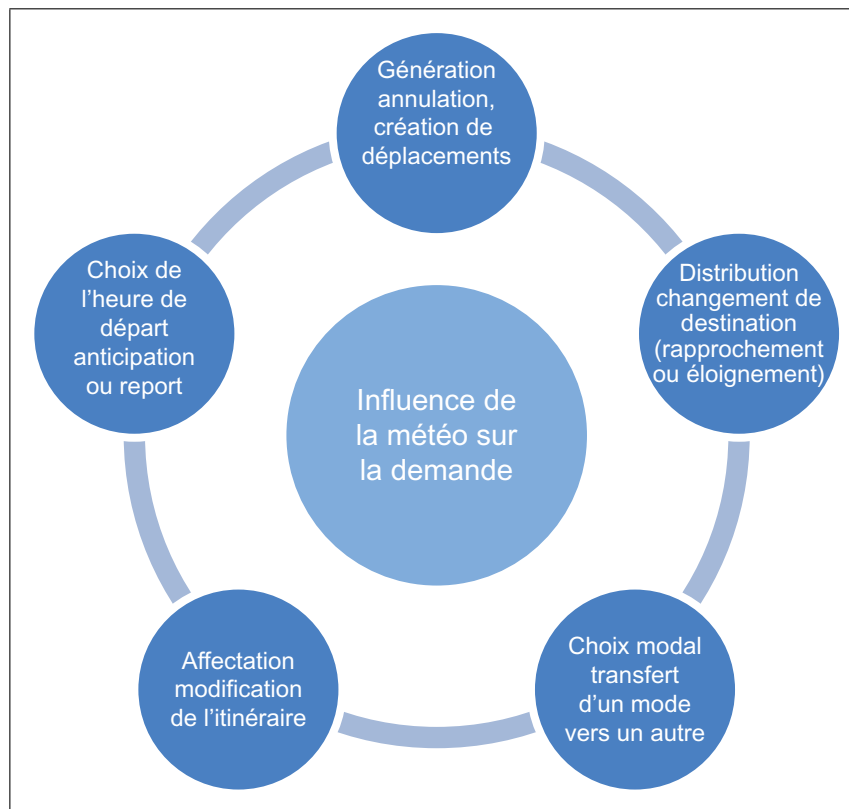 Génération
annulation,
création de
déplacements
Distribution
changement de
destination
(rapprochement
ou éloignement)
Choix modal
transfert
d’un mode
vers un autre
Affectation
modification
de l’itinéraire
Choix de
l’heure de
départ
anticipation
ou report
Influence de
la météo sur
la demande